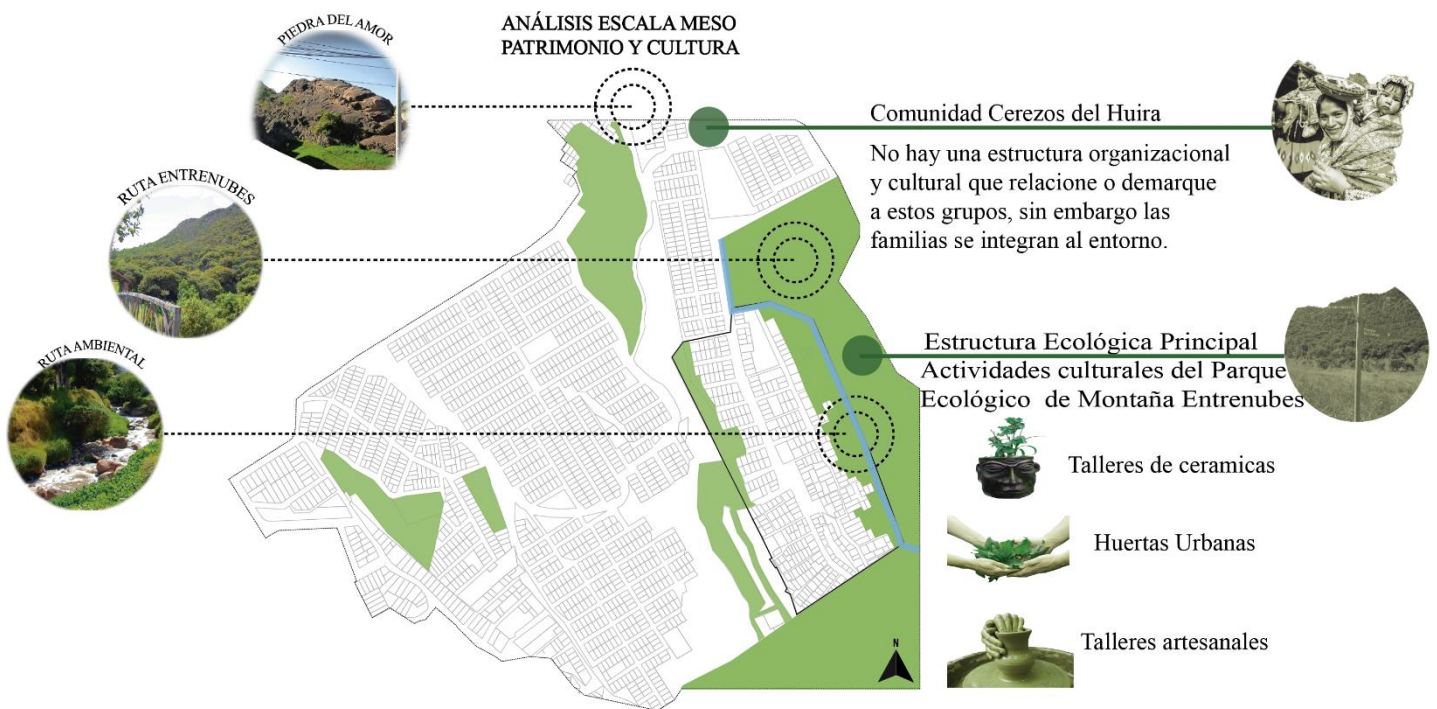 ANÁLISIS ESCALA MESO
PATRIMONIO Y CULTURA
PIEDRA DEL AMOR
RUTA ENTRENUBES
RUTA AMBIENTAL
Comunidad Cerezos del Huira
No hay una estructura organizacional
y cultural que relacione o demarque
a estos grupos, sin embargo las
familias se integran al entorno.
Estructura Ecológica Principal
Actividades culturales del Parque
Ecológico de Montaña Entrenubes
Talleres de ceramicas
Huertas Urbanas
Talleres artesanales
N